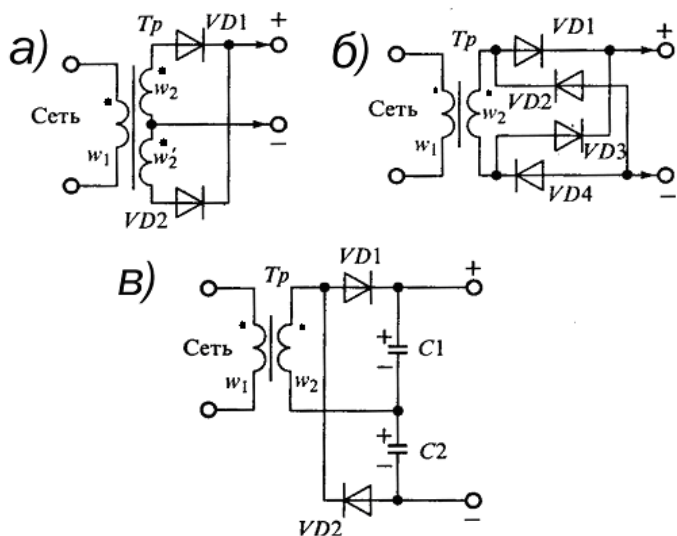 а)
Тр
VD1
+
Сеть
w1
w2
w2′
−
VD2
б)
Тр
VD1
+
Сеть
w1
w2
VD2
VD3
VD4
−
в)
Тр
VD1
+
Сеть
w1
w2
+
−
C1
+
−
C2
VD2
−